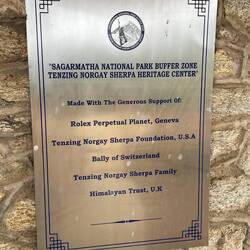 "SAGARMATHA NATIONAL PARK BUFFER ZONE
TENZING NORGAY SHERPA HERITAGE CENTER"
Made With The Generous Support Of:
Rolex Perpetual Planet, Geneva
Tenzing Norgay Sherpa Foundation, U.S.A
Bally of Switzerland
Tenzing Norgay Sherpa Family
Himalayan Trust, U.K